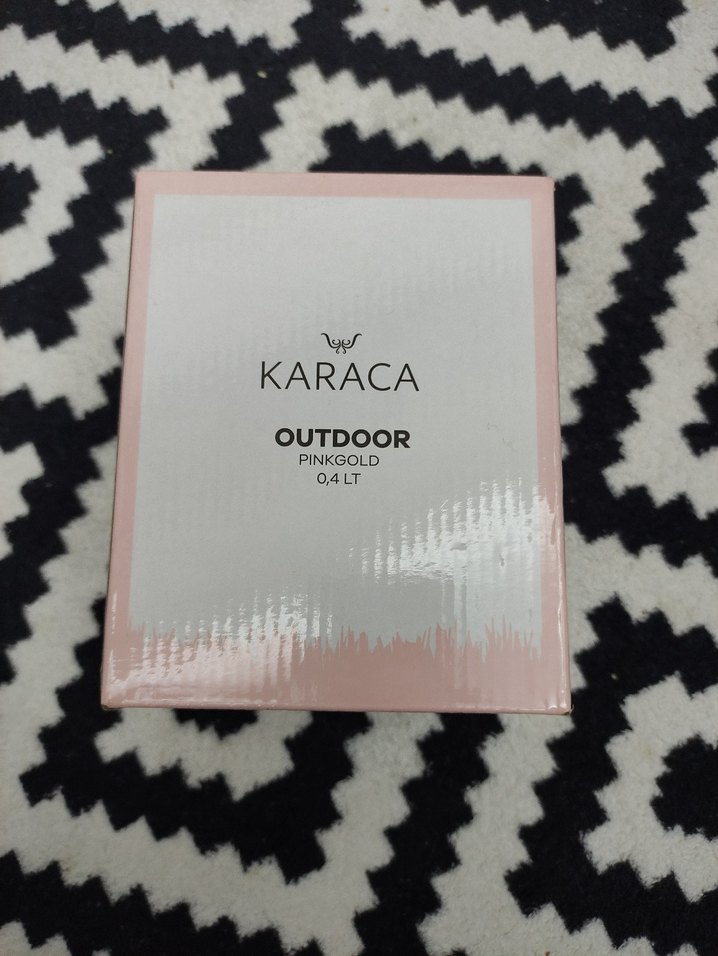 KARACA
OUTDOOR
PINKGOLD
0,4 LT